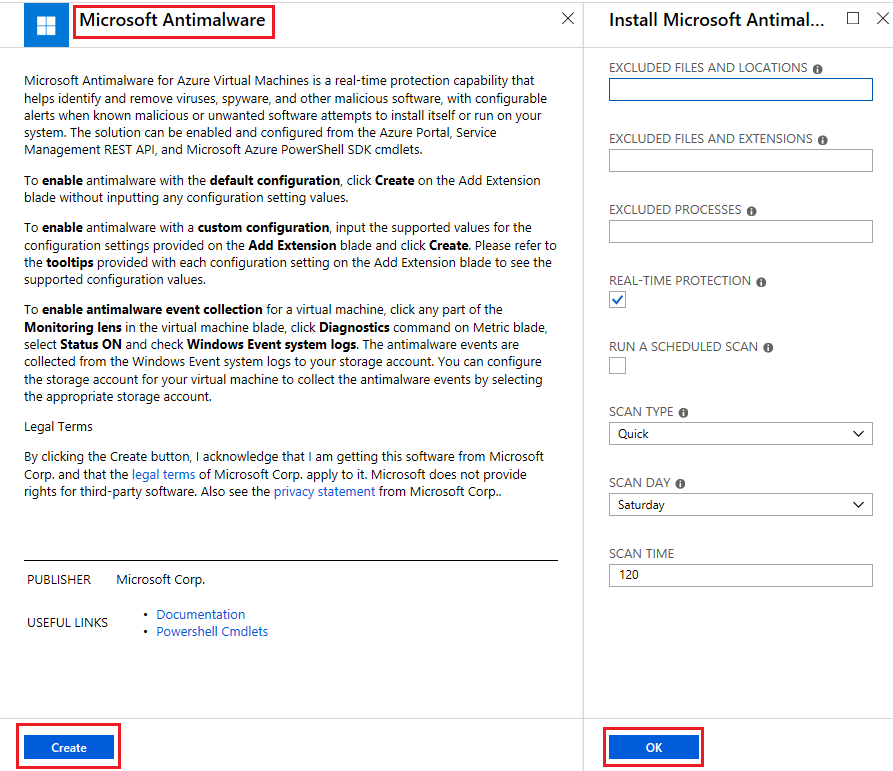 Microsoft Antimalware
Microsoft Antimalware for Azure Virtual Machines is a real-time protection capability that
helps identify and remove viruses, spyware, and other malicious software, with configurable
alerts when known malicious or unwanted software attempts to install itself or run on your
system. The solution can be enabled and configured from the Azure Portal, Service
Management REST API, and Microsoft Azure PowerShell SDK cmdlets.
To enable antimalware with the default configuration, click Create on the Add Extension
blade without inputting any configuration setting values.
To enable antimalware with a custom configuration, input the supported values for the
configuration settings provided on the Add Extension blade and click Create. Please refer to
the tooltips provided with each configuration setting on the Add Extension blade to see the
supported configuration values.
To enable antimalware event collection for a virtual machine, click any part of the
Monitoring lens in the virtual machine blade, click Diagnostics command on Metric blade,
select Status ON and check Windows Event system logs. The antimalware events are
collected from the Windows Event system logs to your storage account. You can configure
the storage account for your virtual machine to collect the antimalware events by selecting
the appropriate storage account.
Legal Terms
By clicking the Create button, I acknowledge that I am getting this software from Microsoft
Corp. and that the legal terms of Microsoft Corp. apply to it. Microsoft does not provide
rights for third-party software. Also see the privacy statement from Microsoft Corp..
PUBLISHER Microsoft Corp.
USEFUL LINKS
• Documentation
• Powershell Cmdlets
Create
Install Microsoft Antimal...
EXCLUDED FILES AND LOCATIONS
EXCLUDED FILES AND EXTENSIONS
EXCLUDED PROCESSES
REAL-TIME PROTECTION
RUN A SCHEDULED SCAN
SCAN TYPE
Quick
SCAN DAY
Saturday
SCAN TIME
120
OK